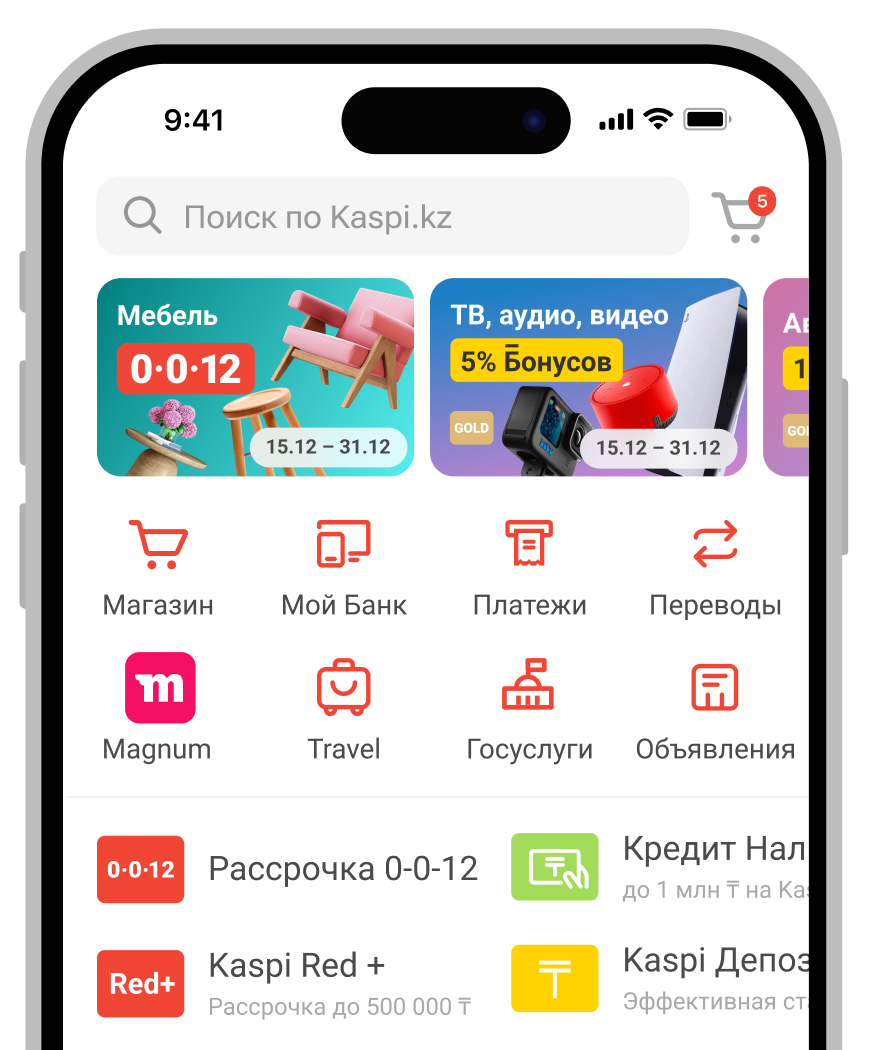 9:41
Поиск по Kaspi.kz
5
Мебель
0·0·12
15.12 – 31.12
ТВ, аудио, видео
5% Бонусов
GOLD
15.12 – 31.12
1
Магазин
Мой Банк
Платежи
Переводы
m
Magnum
Travel
Госуслуги
Объявления
0·0·12
Рассрочка 0-0-12
₸
Кредит Нал
до 1 млн ₸ на Kas
Red+
Kaspi Red +
Рассрочка до 500 000 ₸
₸
Kaspi Депоз
Эффективная ст